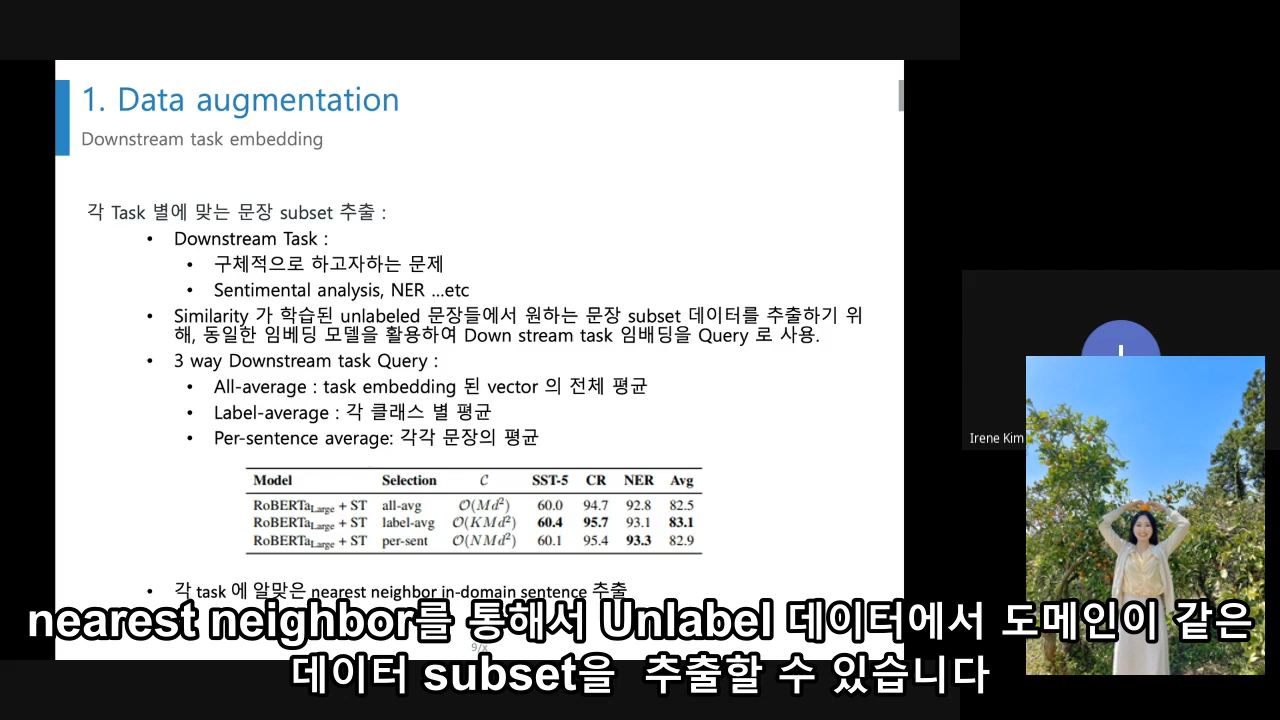 1. Data augmentation
Downstream task embedding
각 Task 별에 맞는 문장 subset 추출 :
• Downstream Task :
• 구체적으로 하고자하는 문제
• Sentimental analysis, NER ...etc
• Similarity 가 학습된 unlabeled 문장들에서 원하는 문장 subset 데이터를 추출하기 위
해, 동일한 임베딩 모델을 활용하여 Down stream task 임배딩을 Query 로 사용.
• 3 way Downstream task Query :
• All-average : task embedding 된 vector 의 전체 평균
• Label-average : 각 클래스 별 평균
• Per-sentence average: 각각 문장의 평균
Model Selection C SST-5 CR NER Avg
RoBERTaLarge + ST all-avg O(Md²) 60.0 94.7 92.8 82.5
RoBERTaLarge + ST label-avg O(KMd²) 60.4 95.7 93.1 83.1
RoBERTaLarge + ST per-sent O(NMd²) 60.1 95.4 93.3 82.9
• 각 task 에 알맞은 nearest neighbor in-domain sentence 추출
nearest neighbor를 통해서 Unlabel 데이터에서 도메인이 같은
데이터 subset을 추출할 수 있습니다
9/x
Irene Kim